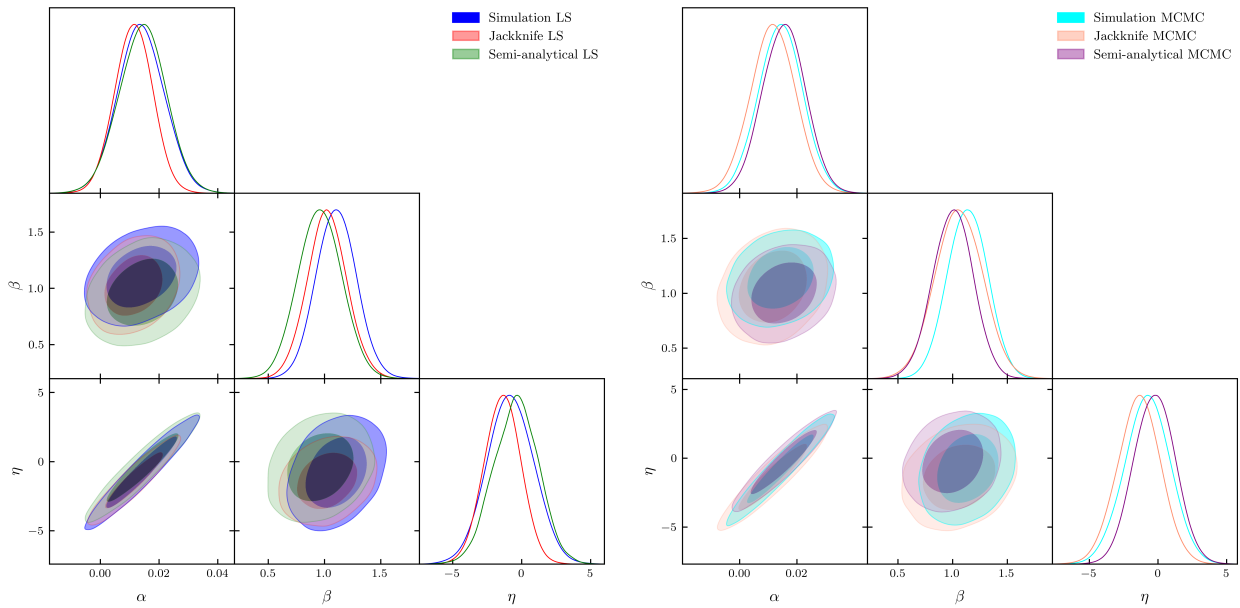 Simulation LS
Jackknife LS
Semi-analytical LS
1.5
1.0
0.5
β
5
0
−5
η
0.00 0.02 0.04
α
0.5 1.0 1.5
β
−5 0 5
η
Simulation MCMC
Jackknife MCMC
Semi-analytical MCMC
1.5
1.0
0.5
β
5
0
−5
η
0.00 0.02
α
0.5 1.0 1.5
β
−5 0 5
η